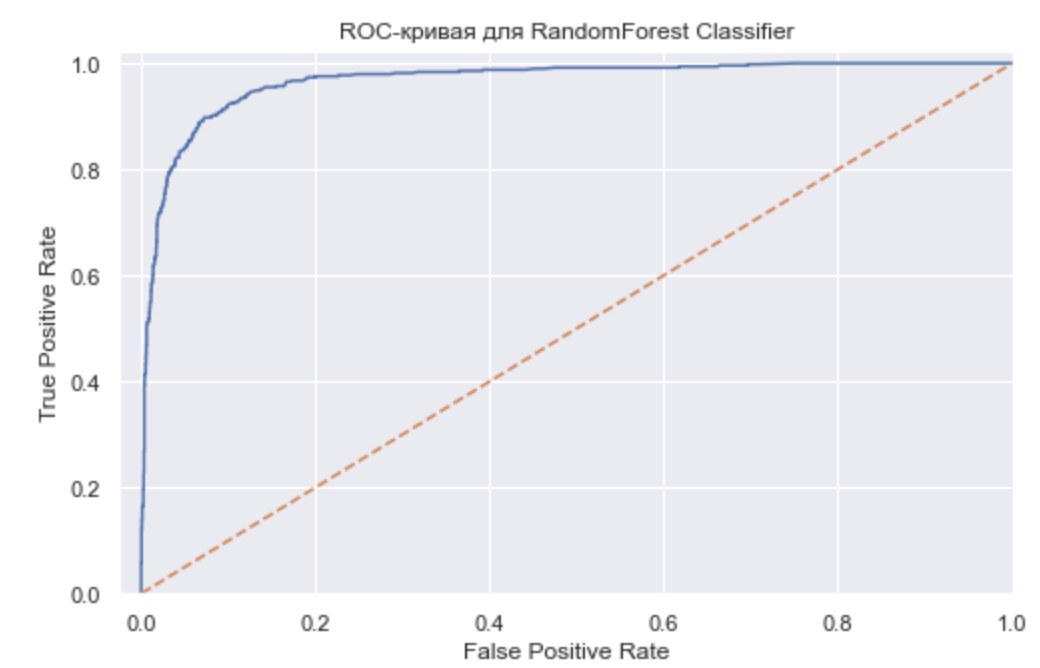 ROC-кривая для RandomForest Classifier
1.0
0.8
0.6
0.4
0.2
0.0
True Positive Rate
0.0 0.2 0.4 0.6 0.8 1.0
False Positive Rate